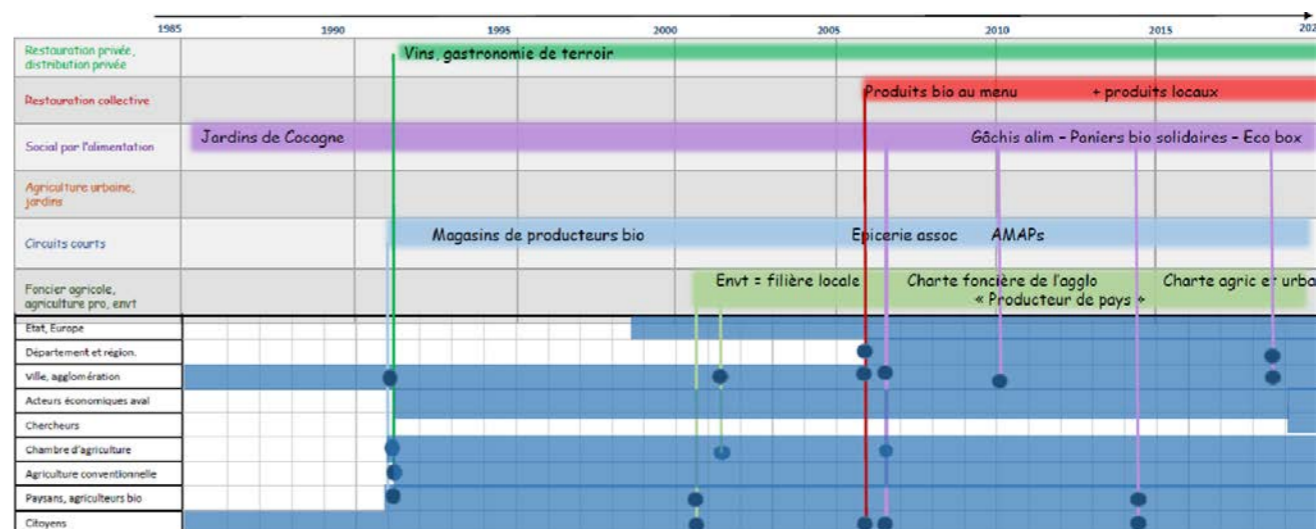 1985 1990 1995 2000 2005 2010 2015 202
Restauration privée,
distribution privée
Vins, gastronomie de terroir
Restauration collective
Produits bio au menu + produits locaux
Social par l'alimentation
Jardins de Cocagne
Gâchis alim – Paniers bio solidaires – Eco box
Agriculture urbaine,
jardins
Circuits courts
Magasins de producteurs bio
Epicerie assoc AMAPs
Foncier agricole,
agriculture pro, envt
Envt = filière locale
Charte foncière de l'agglo
« Producteur de pays »
Charte agric et urba
Etat, Europe
Département et région.
Ville, agglomération
Acteurs économiques aval
Chercheurs
Chambre d'agriculture
Agriculture conventionnelle
Paysans, agriculteurs bio
Citoyens